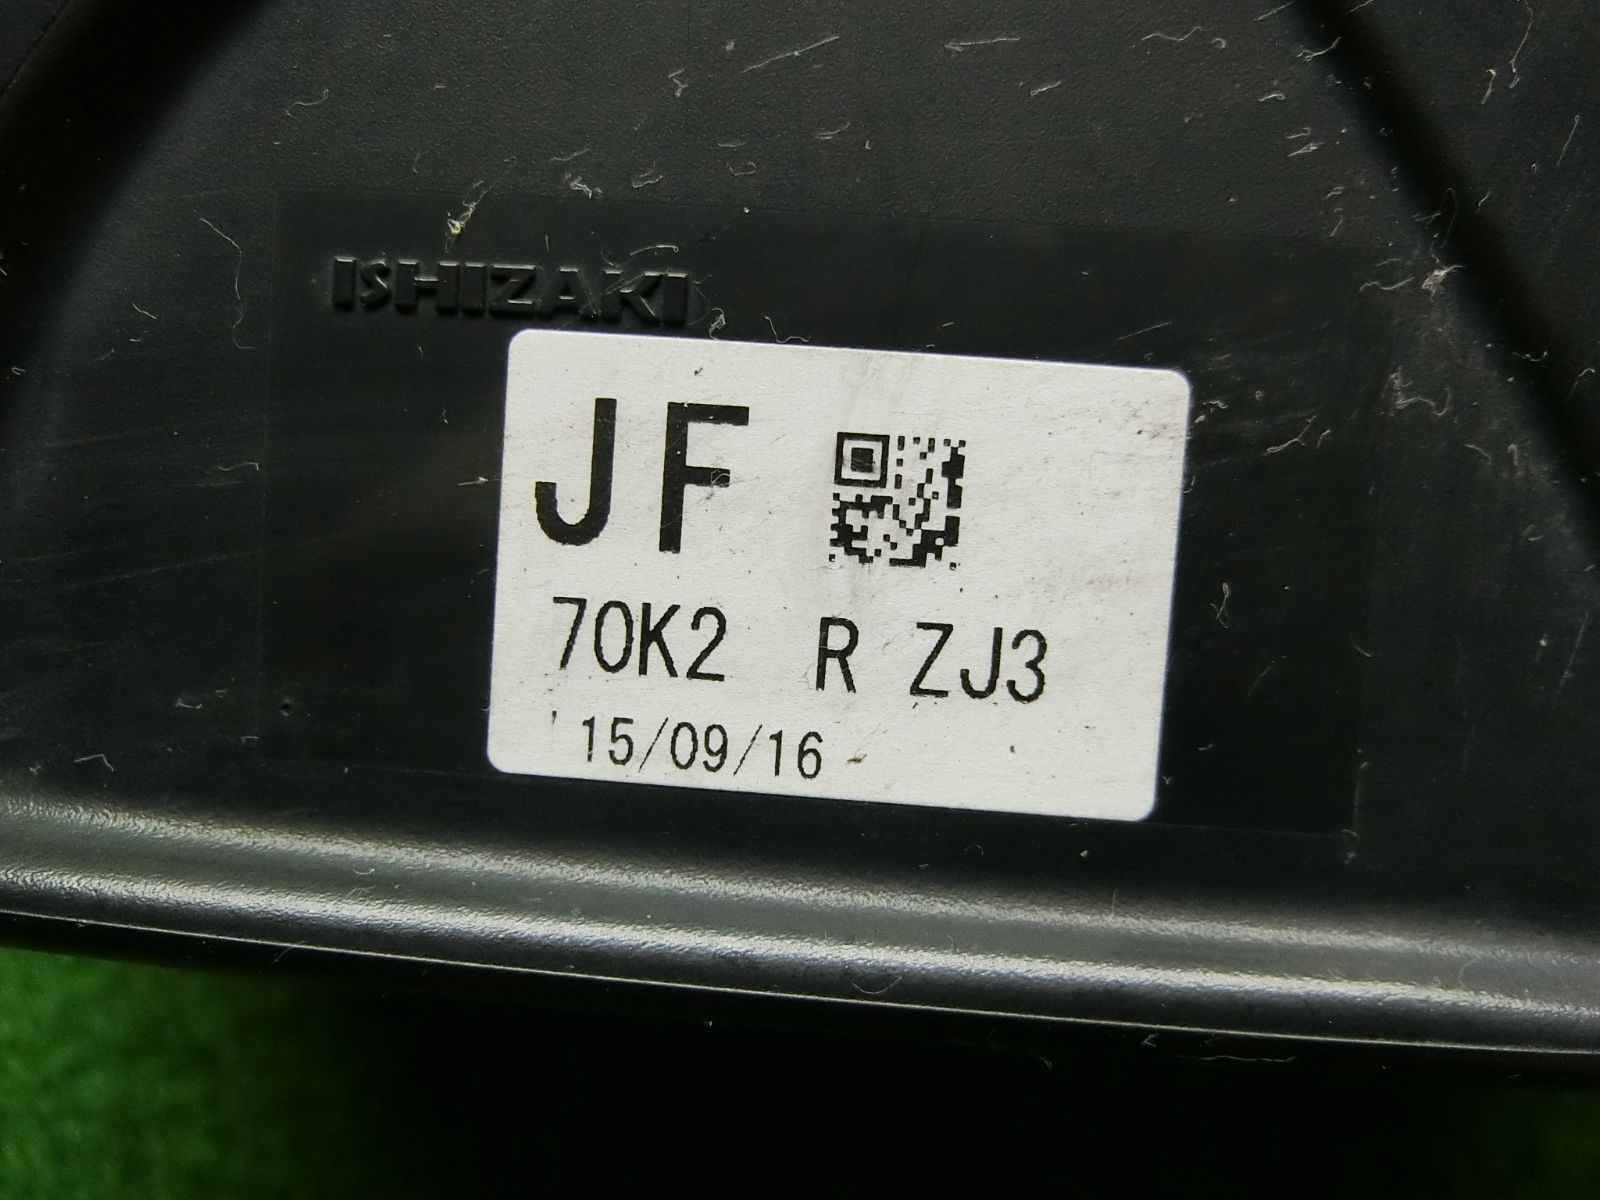 ISHIZAKI
JF
70K2 R ZJ3
'15/09/16